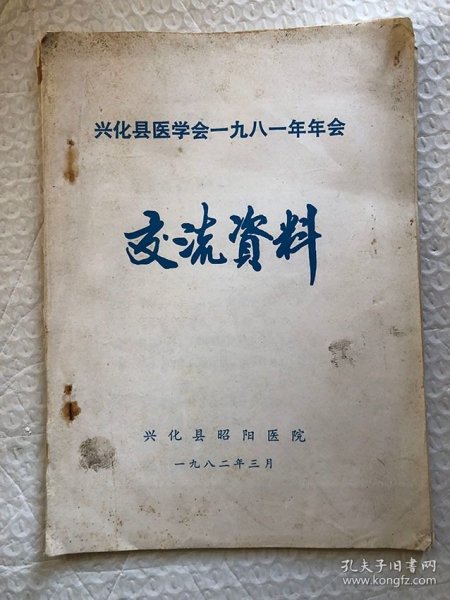 兴化县医学会一九八一年年会
交流資料
兴化县昭阳医院
一九八二年三月
孔夫子旧书网
www.kongfz.com